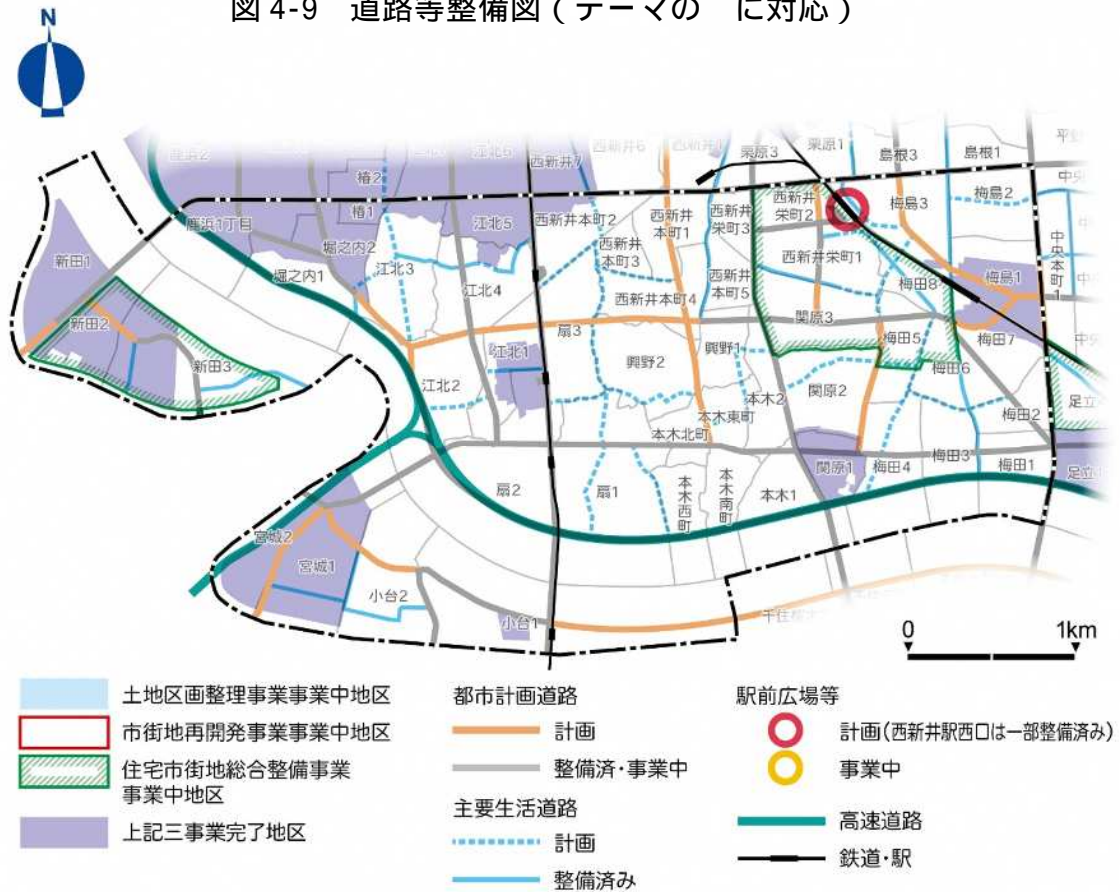 図 4-9 道路等整備図（テーマの に対応）
N
鹿浜2
江北6
西新井7
西新井6
西新井1
栗原3
栗原1
島根3
島根1
椿2
椿1
江北5
西新井本町2
西新井
本町1
西新井
栄町3
西新井
栄町2
梅島3
梅島2
鹿浜1丁目
堀之内2
江北3
西新井
本町3
西新井栄町1
中央本町1
新田1
堀之内1
江北4
西新井本町4
西新井
本町5
梅田8
梅島1
新田2
扇3
関原3
梅田5
梅田7
新田3
江北1
興野2
興野1
梅田6
江北2
関原2
本木2
本木東町
梅田2
本木北町
関原1
梅田4
梅田3
梅田1
扇2
扇1
本木西町
本木南町
本木1
宮城2
宮城1
小台2
小台1
0 1km
土地区画整理事業事業中地区
市街地再開発事業事業中地区
住宅市街地総合整備事業
事業中地区
上記三事業完了地区
都市計画道路
計画
整備済・事業中
主要生活道路
計画
整備済み
駅前広場等
計画(西新井駅西口は一部整備済み)
事業中
高速道路
鉄道・駅